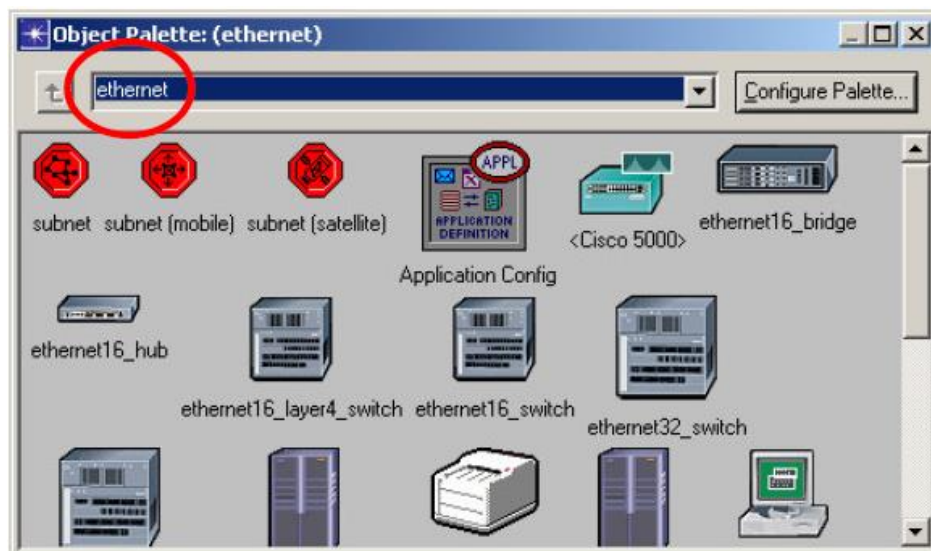 Object Palette: (ethernet)
ethernet
Configure Palette...
subnet
subnet (mobile)
subnet (satellite)
APPL
APPLICATION
DEFINITION
Application Config
<Cisco 5000>
ethernet16_bridge
ethernet16_hub
ethernet16_layer4_switch
ethernet16_switch
ethernet32_switch